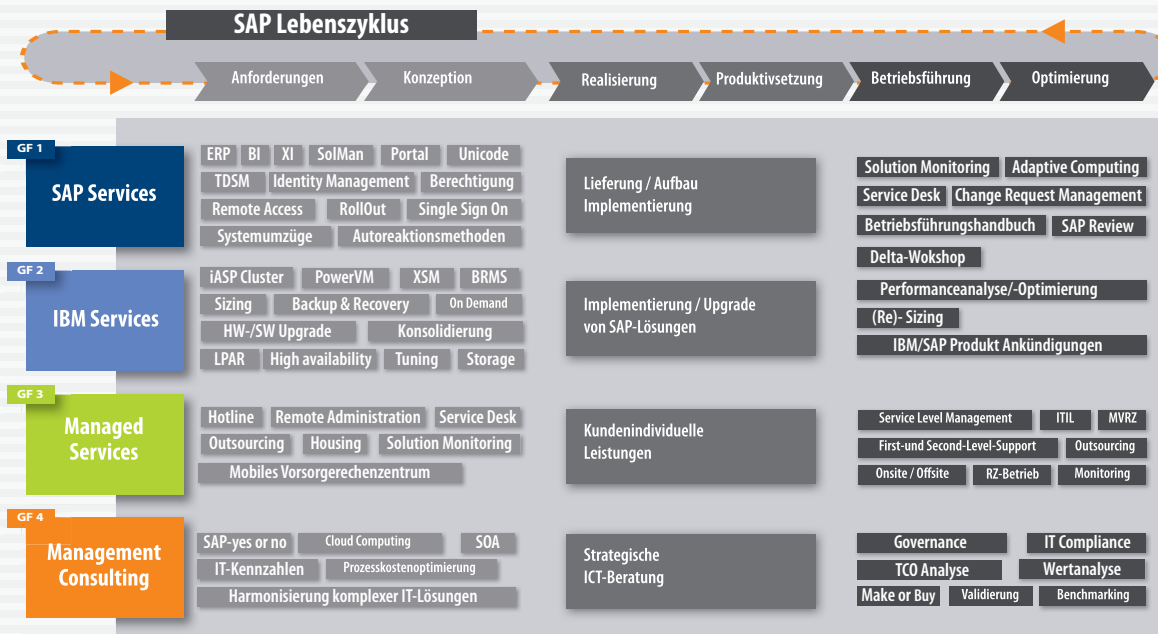 SAP Lebenszyklus
Anforderungen Konzeption Realisierung Produktivsetzung Betriebsführung Optimierung
GF 1
SAP Services
ERP BI XI SolMan Portal Unicode
TDSM Identity Management Berechtigung
Remote Access RollOut Single Sign On
Systemumzüge Autoreaktionsmethoden
Lieferung / Aufbau
Implementierung
Solution Monitoring Adaptive Computing
Service Desk Change Request Management
Betriebsführungshandbuch SAP Review
Delta-Wokshop
GF 2
IBM Services
iASP Cluster PowerVM XSM BRMS
Sizing Backup & Recovery On Demand
HW-/SW Upgrade Konsolidierung
LPAR High availability Tuning Storage
Implementierung / Upgrade
von SAP-Lösungen
Performanceanalyse/-Optimierung
(Re)- Sizing
IBM/SAP Produkt Ankündigungen
GF 3
Managed
Services
Hotline Remote Administration Service Desk
Outsourcing Housing Solution Monitoring
Mobiles Vorsorgerechenzentrum
Kundenindividuelle
Leistungen
Service Level Management ITIL MVRZ
First-und Second-Level-Support Outsourcing
Onsite / Offsite RZ-Betrieb Monitoring
GF 4
Management
Consulting
SAP-yes or no Cloud Computing SOA
IT-Kennzahlen Prozesskostenoptimierung
Harmonisierung komplexer IT-Lösungen
Strategische
ICT-Beratung
Governance IT Compliance
TCO Analyse Wertanalyse
Make or Buy Validierung Benchmarking